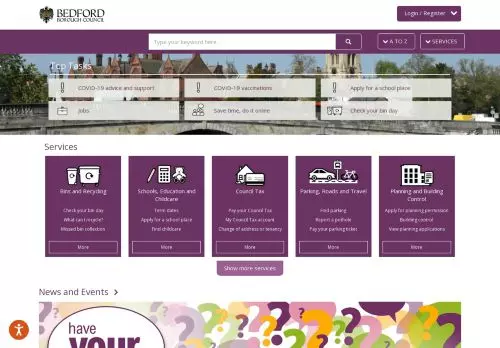 BEDFORD
BOROUGH COUNCIL
Login / Register
Type your keyword here
A TO Z
SERVICES
Top Tasks
COVID-19 advice and support
COVID-19 vaccinations
Apply for a school place
Jobs
Save time, do it online
Check your bin day
Services
Bins and Recycling
Check your bin day
What can I recycle?
Missed bin collection
More
Schools, Education and
Childcare
Term dates
Apply for a school place
Find childcare
More
Council Tax
Pay your Council Tax
My Council Tax account
Change of address or tenancy
More
Parking, Roads and Travel
Find parking
Report a pothole
Pay your parking ticket
More
Planning and Building
Control
Apply for planning permission
Building control
View planning applications
More
Show more services
News and Events
have
your